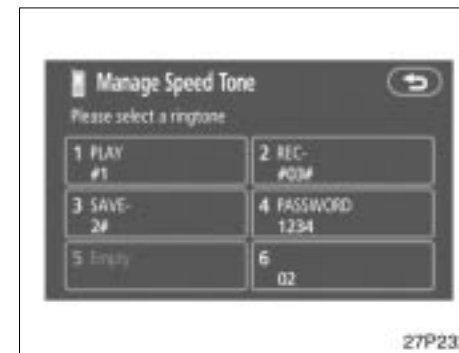 Manage Speed Tone
Please select a ringtone
1 PLAY
#1
2 REC-
#03#
3 SAVE-
2#
4 PASSWORD
1234
5 Empty
6
02
27P23